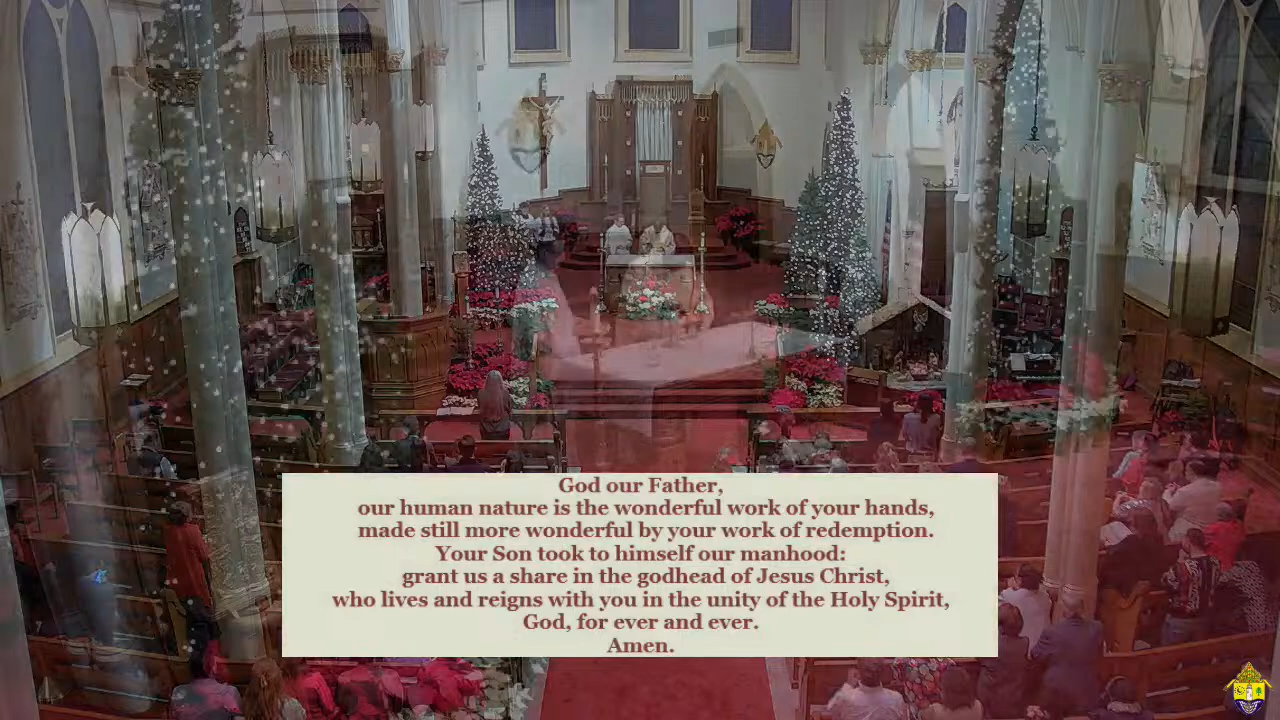 God our Father,
our human nature is the wonderful work of your hands,
made still more wonderful by your work of redemption.
Your Son took to himself our manhood:
grant us a share in the godhead of Jesus Christ,
who lives and reigns with you in the unity of the Holy Spirit,
God, for ever and ever.
Amen.